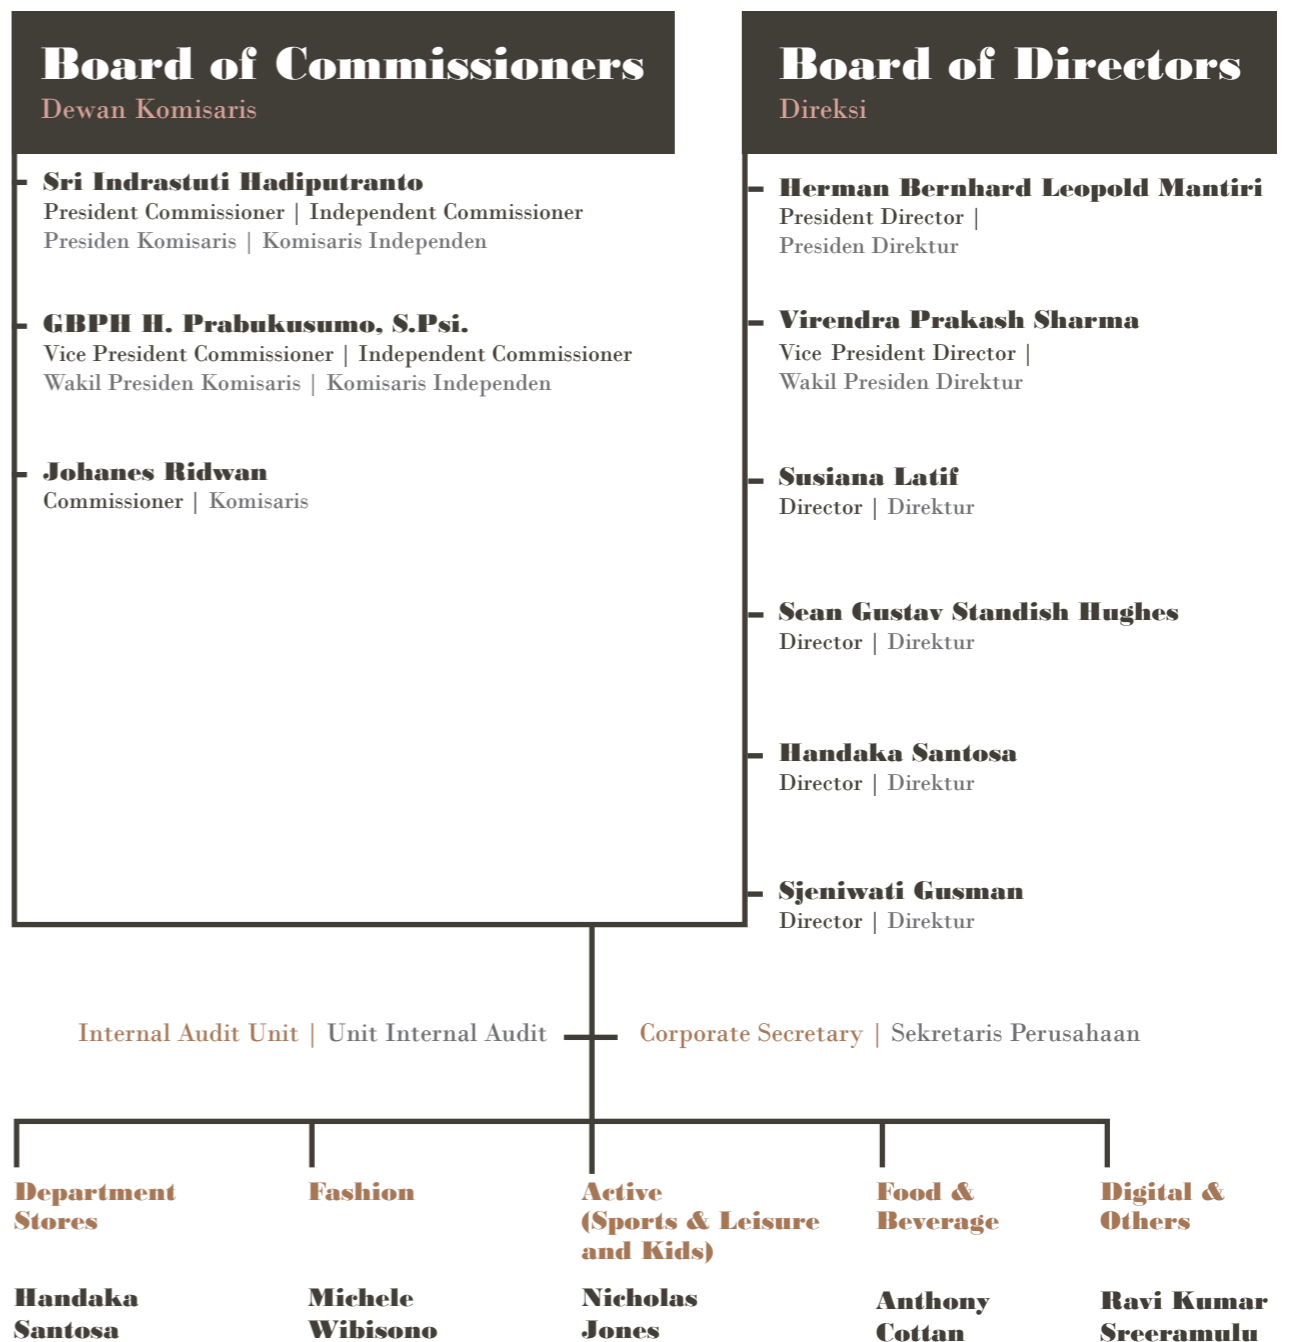 Board of Commissioners
Dewan Komisaris
Sri Indrastuti Hadiputranto
President Commissioner | Independent Commissioner
Presiden Komisaris | Komisaris Independen
GBPH H. Prabukusumo, S.Psi.
Vice President Commissioner | Independent Commissioner
Wakil Presiden Komisaris | Komisaris Independen
Johanes Ridwan
Commissioner | Komisaris
Board of Directors
Direksi
Herman Bernhard Leopold Mantiri
President Director |
Presiden Direktur
Virendra Prakash Sharma
Vice President Director |
Wakil Presiden Direktur
Susiana Latif
Director | Direktur
Sean Gustav Standish Hughes
Director | Direktur
Handaka Santosa
Director | Direktur
Sjeniwati Gusman
Director | Direktur
Internal Audit Unit | Unit Internal Audit
Corporate Secretary | Sekretaris Perusahaan
Department
Stores
Handaka
Santosa
Fashion
Michele
Wibisono
Active
(Sports & Leisure
and Kids)
Nicholas
Jones
Food &
Beverage
Anthony
Cottan
Digital &
Others
Ravi Kumar
Sreeramulu